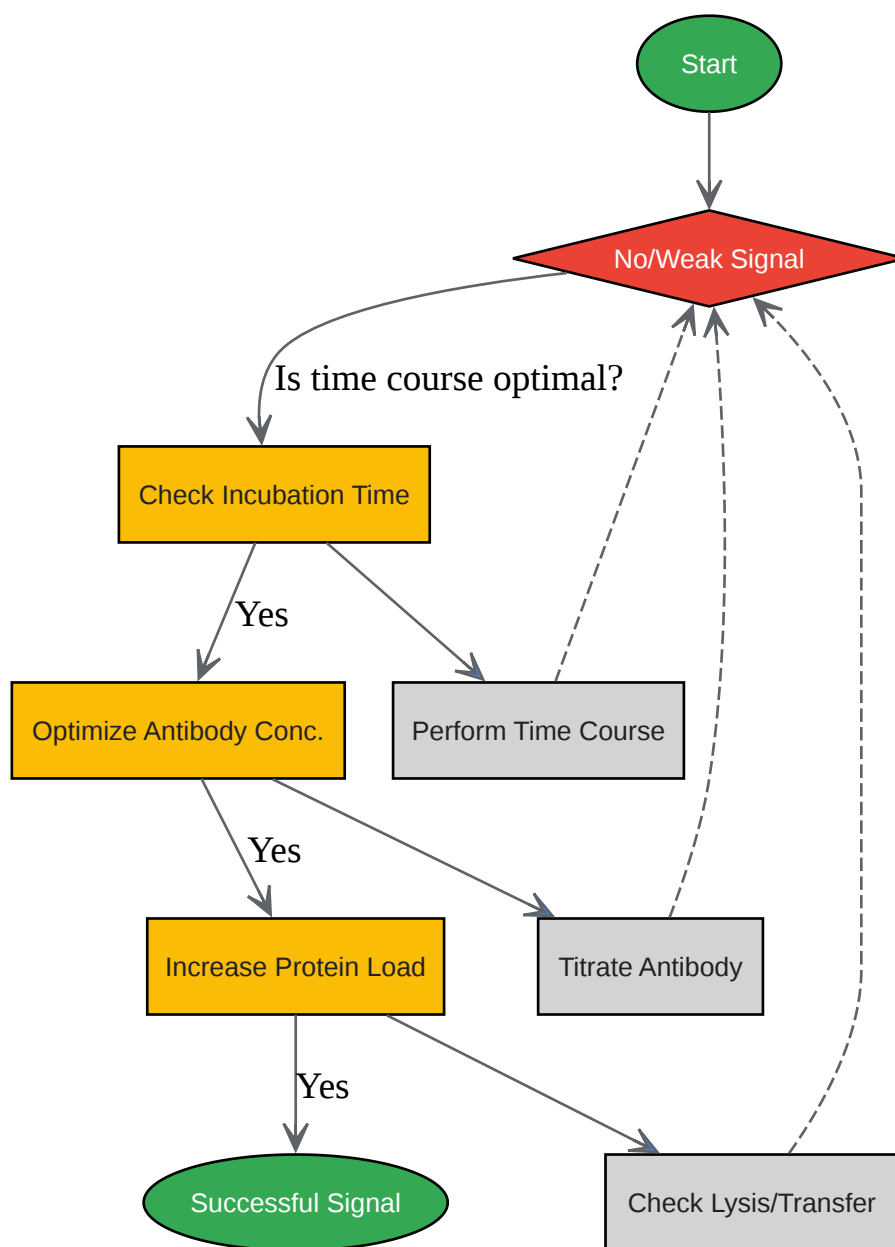 Start
No/Weak Signal
Is time course optimal?
Check Incubation Time
Yes
Optimize Antibody Conc.
Perform Time Course
Yes
Increase Protein Load
Titrate Antibody
Yes
Successful Signal
Check Lysis/Transfer